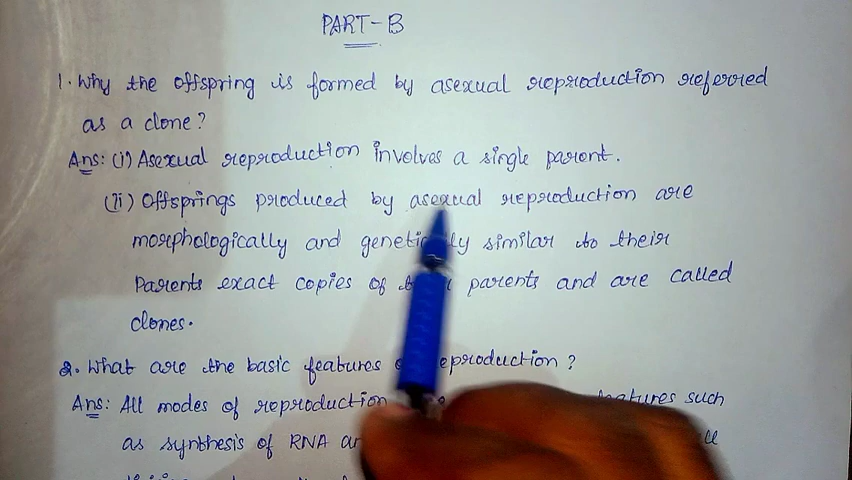 PART-B
1. Why the offspring is formed by asexual reproduction referred
as a clone?
Ans: (i) Asexual reproduction involves a single parent.
(ii) Offsprings produced by asexual reproduction are
morphologically and genetically similar to their
Parents exact copies of parents and are called
clones.
2. What are the basic features reproduction?
Ans: All modes of reproduction features such
as synthesis of RNA